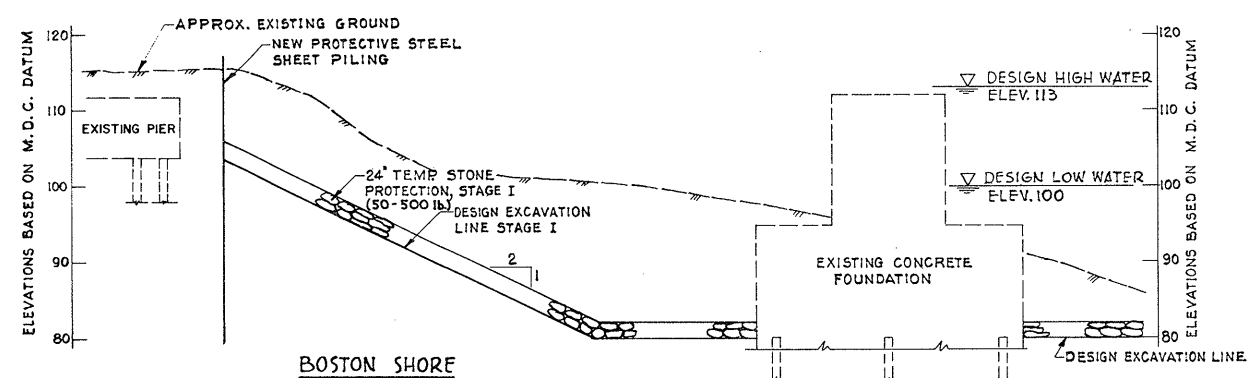 APPROX. EXISTING GROUND
NEW PROTECTIVE STEEL
SHEET PILING
ELEVATIONS BASED ON M.D.C. DATUM
120
110
100
90
80
EXISTING PIER
24" TEMP STONE
PROTECTION, STAGE I
(50-500 lb.)
DESIGN EXCAVATION
LINE STAGE I
2
1
BOSTON SHORE
EXISTING CONCRETE
FOUNDATION
DESIGN HIGH WATER
ELEV. 113
DESIGN LOW WATER
ELEV. 100
120
110
100
90
80
ELEVATIONS BASED ON M.D.C. DATUM
DESIGN EXCAVATION LINE